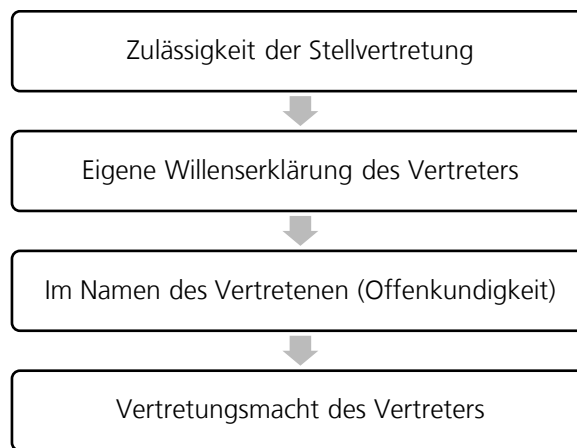 Zulässigkeit der Stellvertretung
Eigene Willenserklärung des Vertreters
Im Namen des Vertretenen (Offenkundigkeit)
Vertretungsmacht des Vertreters